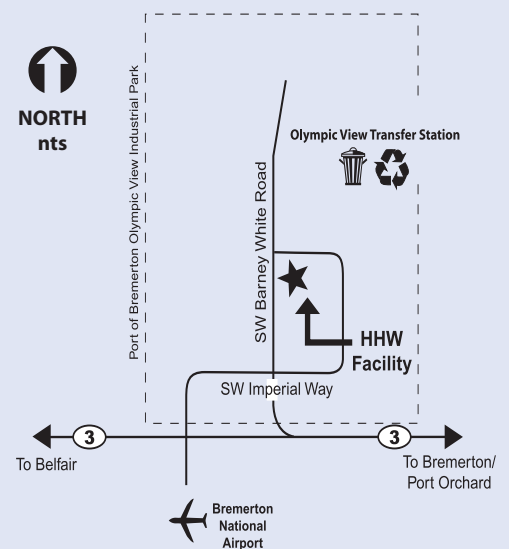 NORTH
nts
Port of Bremerton Olympic View Industrial Park
Olympic View Transfer Station
SW Barney White Road
HHW
Facility
SW Imperial Way
3
3
To Belfair
To Bremerton/
Port Orchard
Bremerton
National
Airport